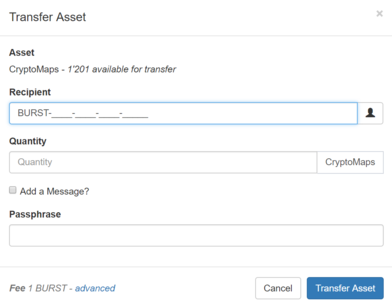 Transfer Asset
×
Asset
CryptoMaps - 1'201 available for transfer
Recipient
BURST-____-____-____-_____
Quantity
Quantity CryptoMaps
Add a Message?
Passphrase
Fee 1 BURST - advanced Cancel Transfer Asset